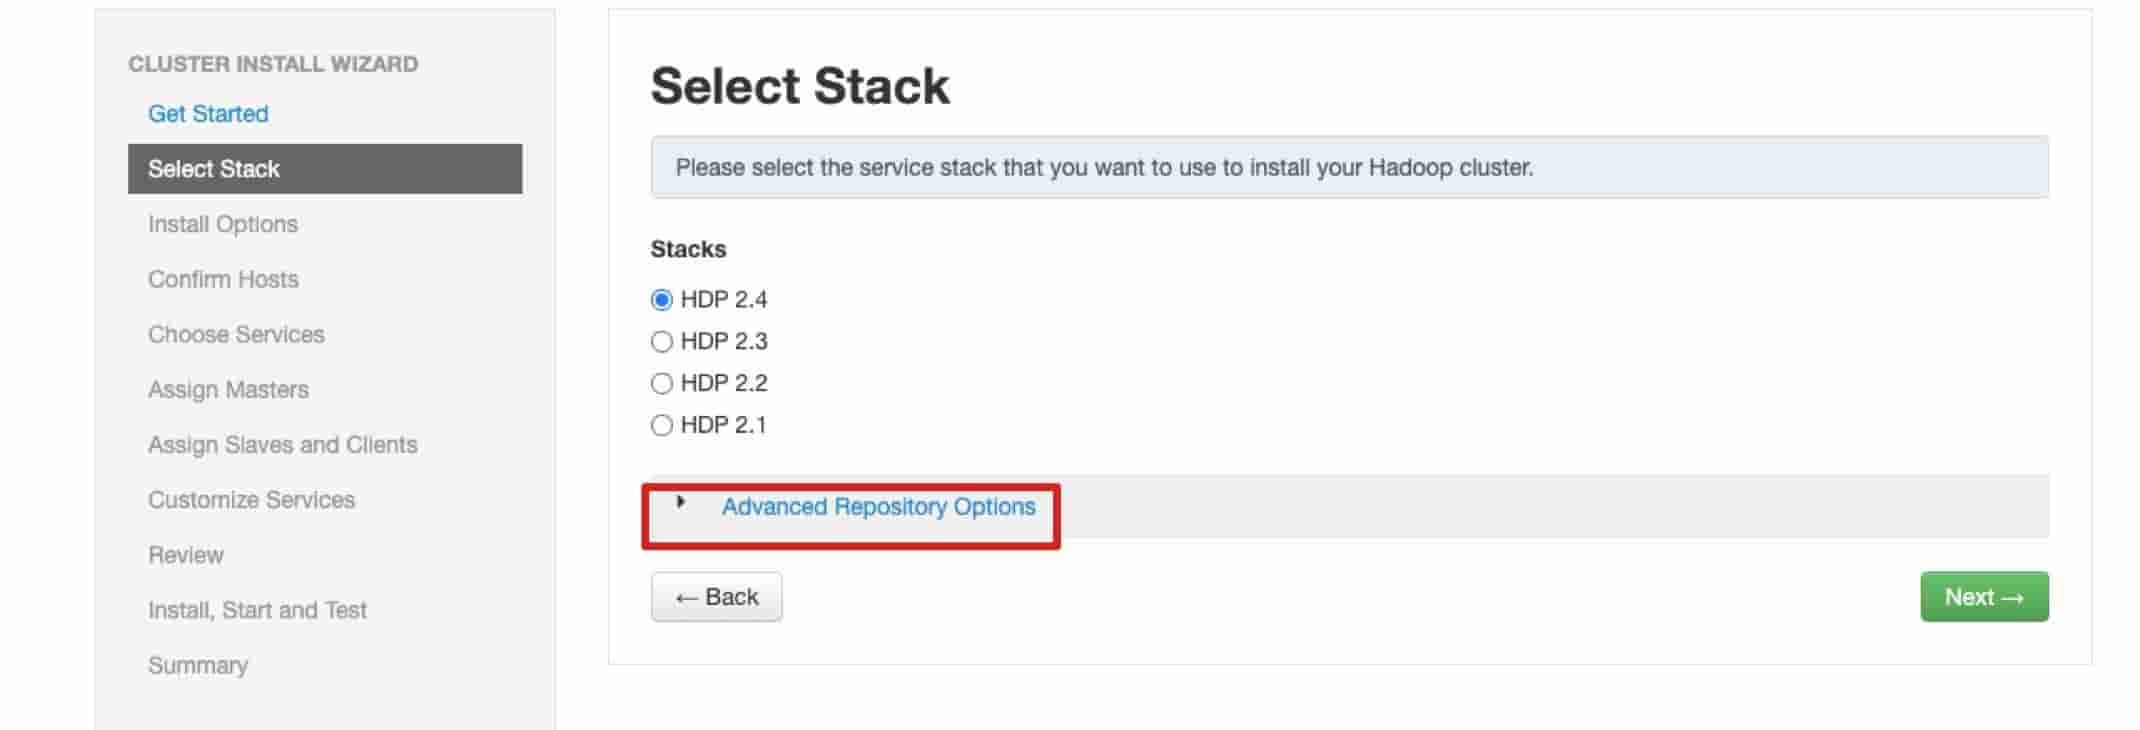 CLUSTER INSTALL WIZARD
Get Started
Select Stack
Install Options
Confirm Hosts
Choose Services
Assign Masters
Assign Slaves and Clients
Customize Services
Review
Install, Start and Test
Summary
Select Stack
Please select the service stack that you want to use to install your Hadoop cluster.
Stacks
HDP 2.4
HDP 2.3
HDP 2.2
HDP 2.1
Advanced Repository Options
← Back
Next →